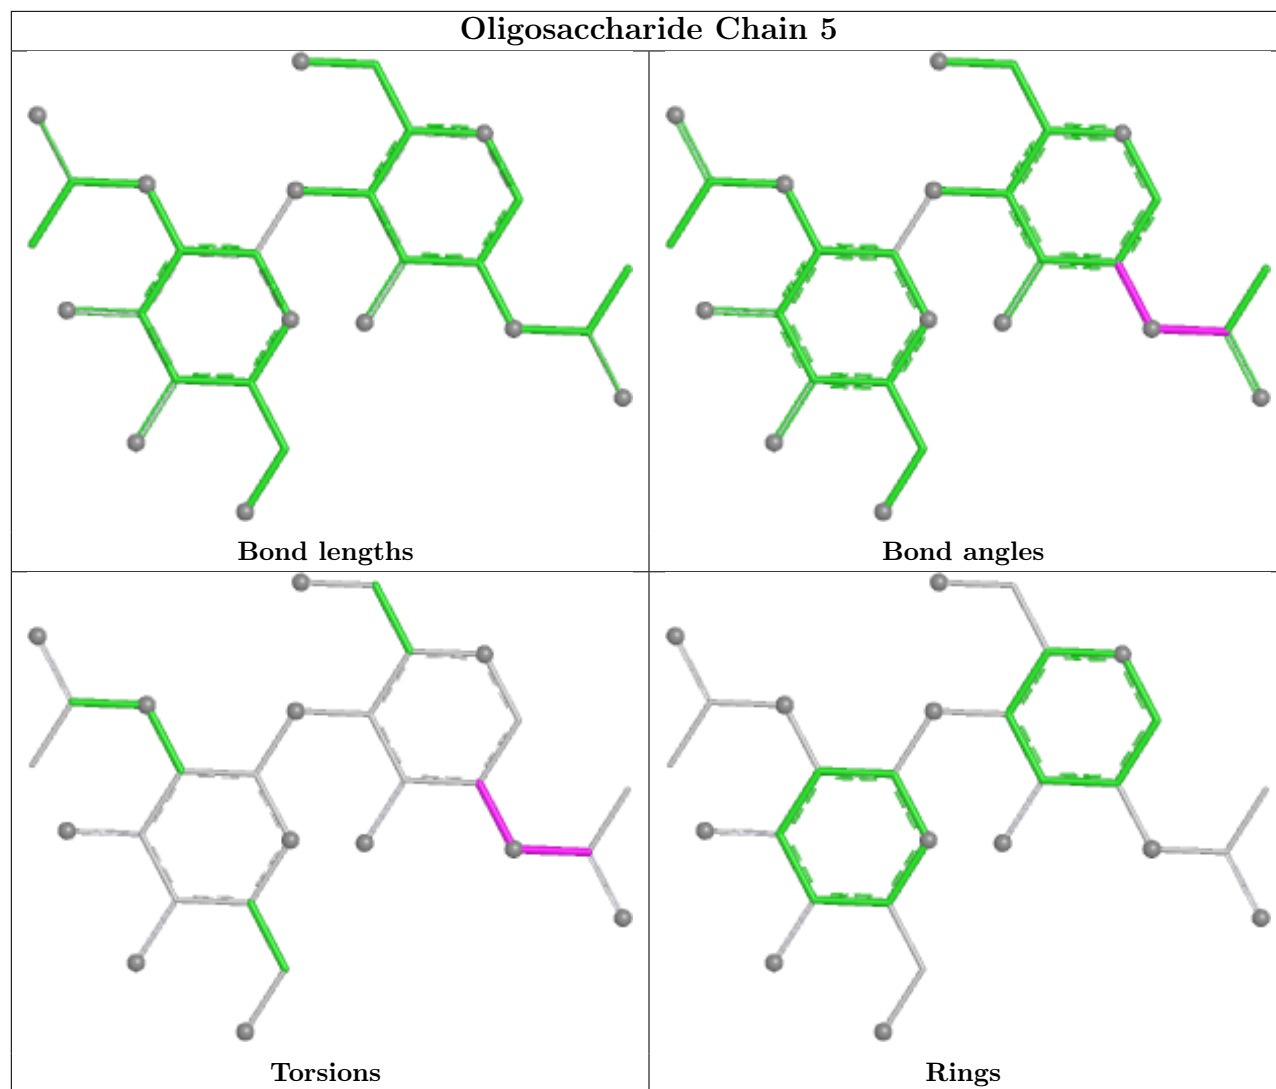 Oligosaccharide Chain 5
Bond lengths
Bond angles
Torsions
Rings